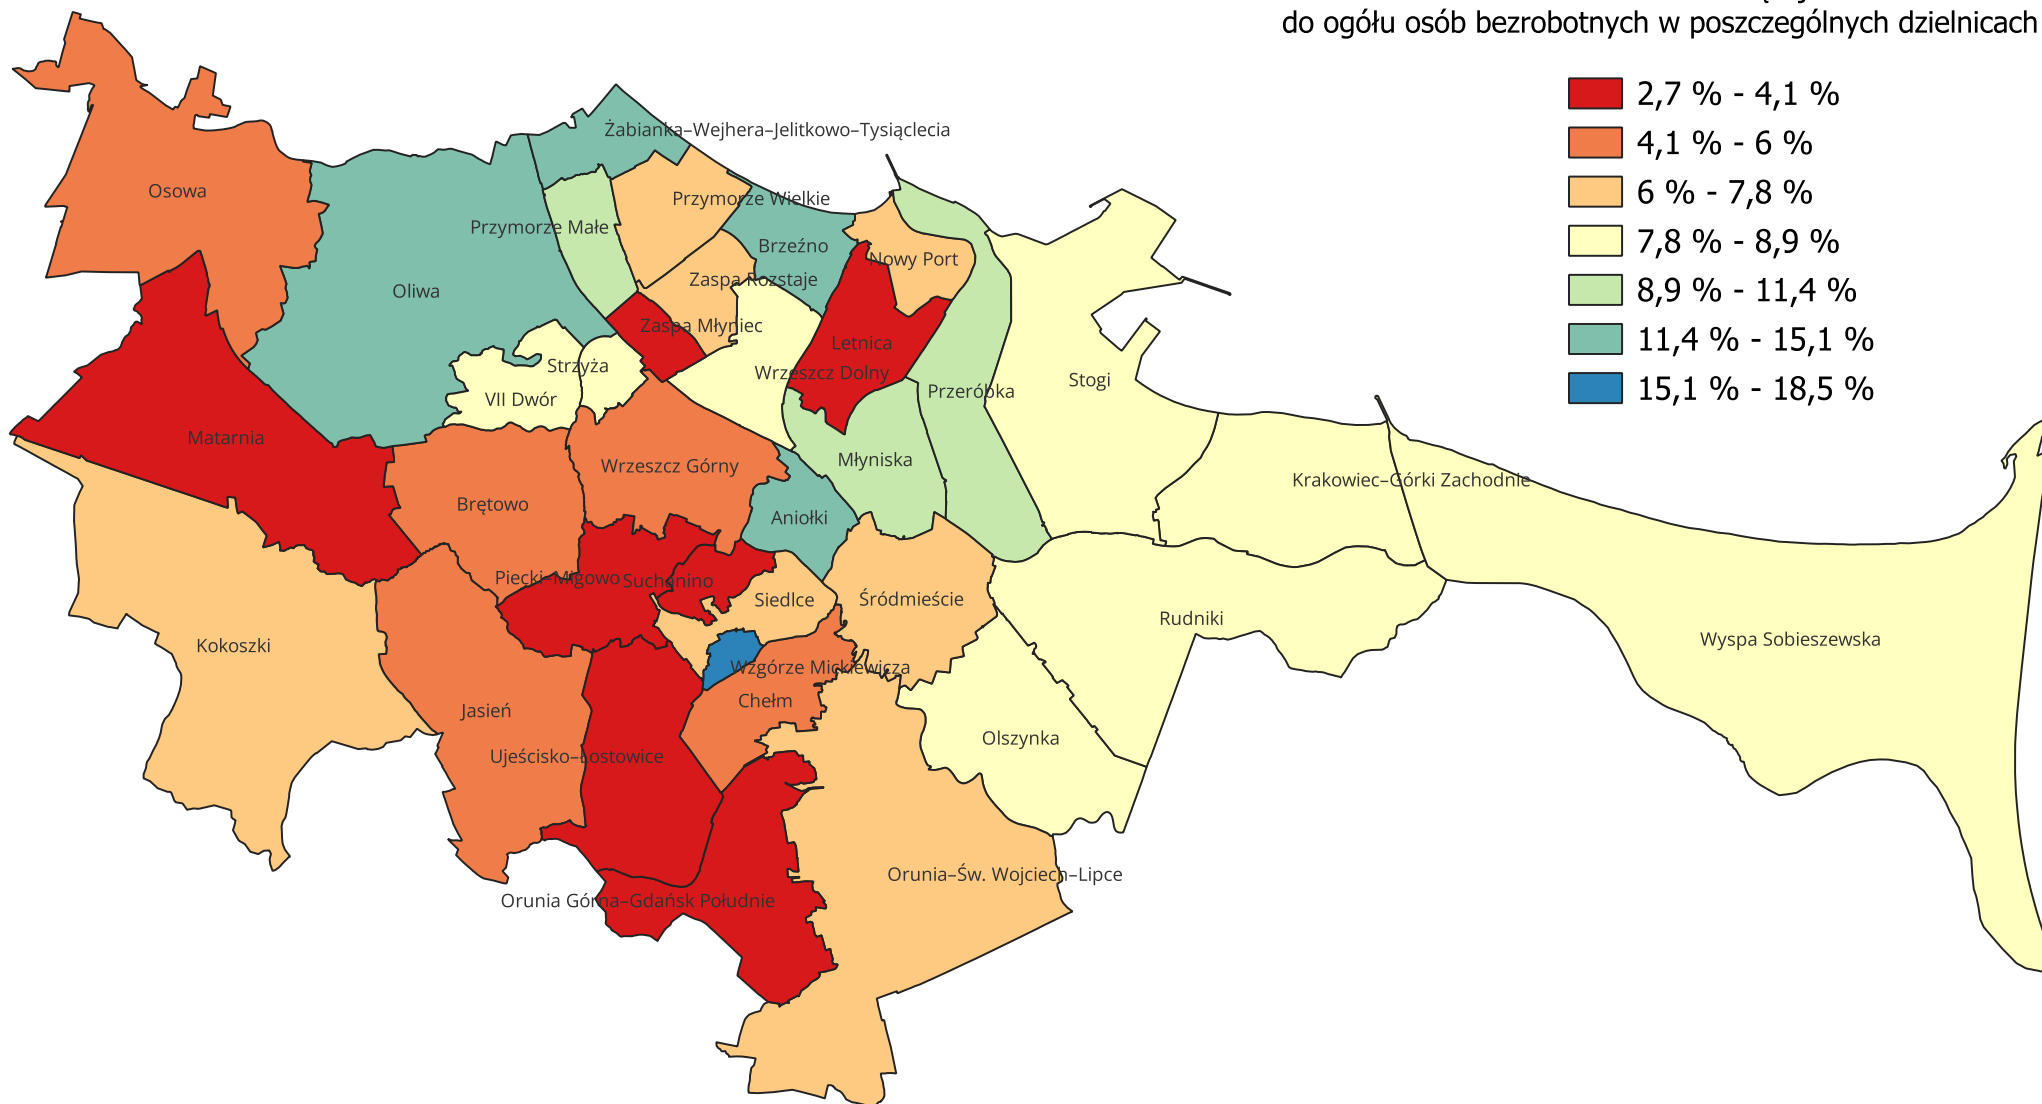 do ogółu osób bezrobotnych w poszczególnych dzielnicach
2,7 % - 4,1 %
4,1 % - 6 %
6 % - 7,8 %
7,8 % - 8,9 %
8,9 % - 11,4 %
11,4 % - 15,1 %
15,1 % - 18,5 %
Żabianka–Wejhera–Jelitkowo–Tysiąclecia
Osowa
Przymorze Wielkie
Przymorze Małe
Brzeźno
Nowy Port
Zaspa Rozstaje
Oliwa
Zaspa Młyniec
Letnica
Strzyża
Wrzeszcz Dolny
Stogi
Przeróbka
VII Dwór
Matarnia
Młyniska
Wrzeszcz Górny
Krakowiec–Górki Zachodnie
Brętowo
Aniołki
Piecki–Migowo
Suchanino
Siedlce
Śródmieście
Rudniki
Wyspa Sobieszewska
Kokoszki
Wzgórze Mickiewicza
Chełm
Jasień
Olszynka
Ujeścisko–Łostowice
Orunia–Św. Wojciech–Lipce
Orunia Górna–Gdańsk Południe